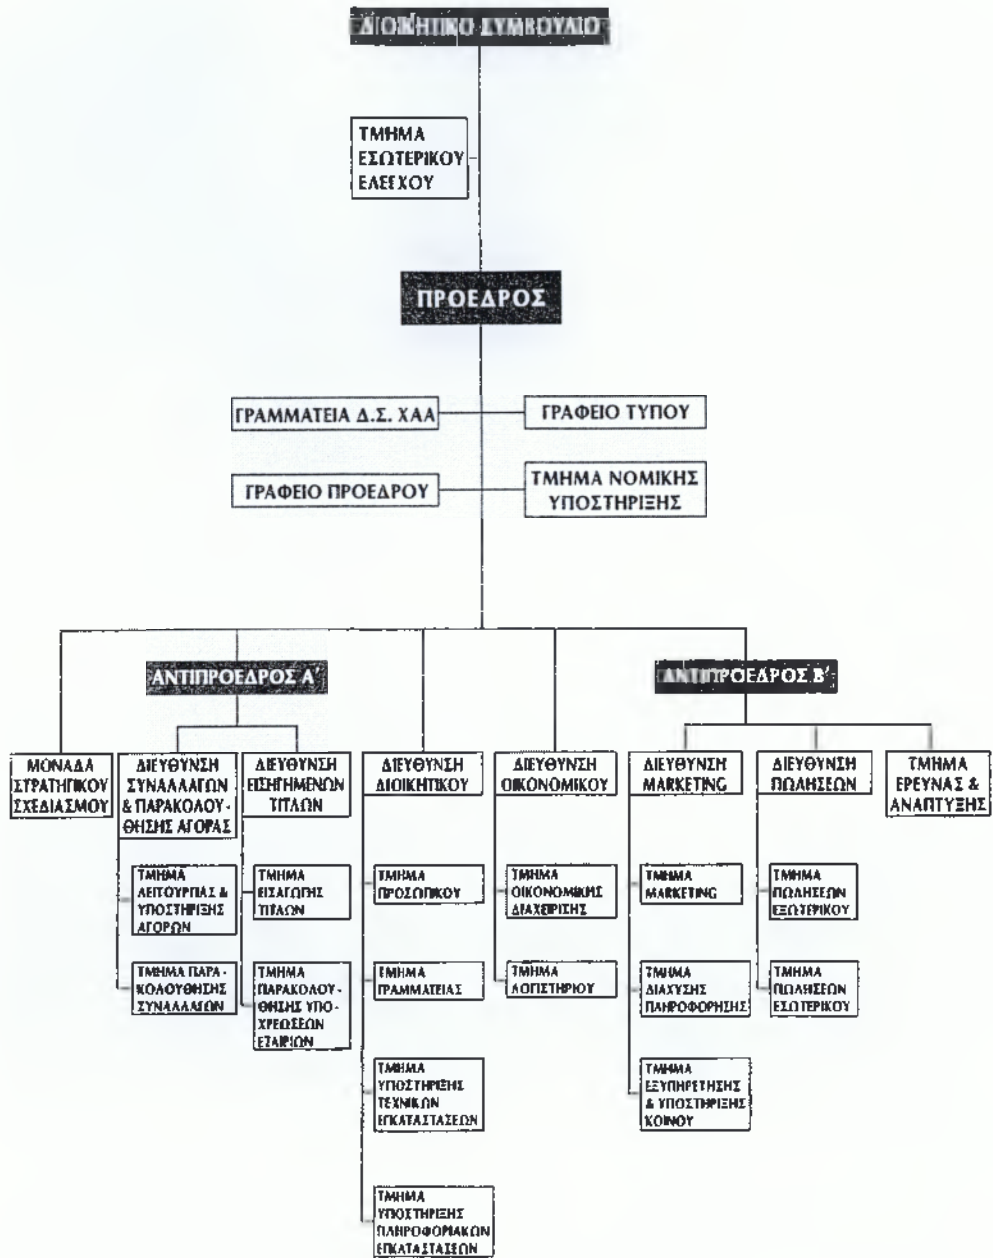 ΔΙΟΙΚΗΤΙΚΟ ΣΥΜΒΟΥΛΙΟ
ΤΜΗΜΑ
ΕΣΩΤΕΡΙΚΟΥ
ΕΛΕΓΧΟΥ
ΠΡΟΕΔΡΟΣ
ΓΡΑΜΜΑΤΕΙΑ Δ.Σ. ΧΑΑ
ΓΡΑΦΕΙΟ ΤΥΠΟΥ
ΓΡΑΦΕΙΟ ΠΡΟΕΔΡΟΥ
ΤΜΗΜΑ ΝΟΜΙΚΗΣ
ΥΠΟΣΤΗΡΙΞΗΣ
ΑΝΤΙΠΡΟΕΔΡΟΣ Α΄
ΑΝΤΙΠΡΟΕΔΡΟΣ Β΄
ΜΟΝΑΔΑ
ΣΤΡΑΤΗΓΙΚΟΥ
ΣΧΕΔΙΑΣΜΟΥ
ΔΙΕΥΘΥΝΣΗ
ΣΥΝΑΛΛΑΓΩΝ
& ΠΑΡΑΚΟΛΟΥ-
ΘΗΣΗΣ ΑΓΟΡΑΣ
ΔΙΕΥΘΥΝΣΗ
ΕΙΣΗΓΗΜΕΝΩΝ
ΤΙΤΛΩΝ
ΔΙΕΥΘΥΝΣΗ
ΔΙΟΙΚΗΤΙΚΟΥ
ΔΙΕΥΘΥΝΣΗ
ΟΙΚΟΝΟΜΙΚΟΥ
ΔΙΕΥΘΥΝΣΗ
MARKETING
ΔΙΕΥΘΥΝΣΗ
ΠΩΛΗΣΕΩΝ
ΤΜΗΜΑ
ΕΡΕΥΝΑΣ &
ΑΝΑΠΤΥΞΗΣ
ΤΜΗΜΑ
ΛΕΙΤΟΥΡΓΙΑΣ &
ΥΠΟΣΤΗΡΙΞΗΣ
ΑΓΟΡΩΝ
ΤΜΗΜΑ
ΕΙΣΑΓΩΓΗΣ
ΤΙΤΛΩΝ
ΤΜΗΜΑ
ΠΡΟΣΩΠΙΚΟΥ
ΤΜΗΜΑ
ΟΙΚΟΝΟΜΙΚΗΣ
ΔΙΑΧΕΙΡΙΣΗΣ
ΤΜΗΜΑ
MARKETING
ΤΜΗΜΑ
ΠΩΛΗΣΕΩΝ
ΕΞΩΤΕΡΙΚΟΥ
ΤΜΗΜΑ ΠΑΡΑ-
ΚΟΛΟΥΘΗΣΗΣ
ΣΥΝΑΛΛΑΓΩΝ
ΤΜΗΜΑ
ΠΑΡΑΚΟΛΟΥ-
ΘΗΣΗΣ ΥΠΟ-
ΧΡΕΩΣΕΩΝ
ΕΤΑΙΡΙΩΝ
ΤΜΗΜΑ
ΓΡΑΜΜΑΤΕΙΑΣ
ΤΜΗΜΑ
ΛΟΓΙΣΤΗΡΙΟΥ
ΤΜΗΜΑ
ΔΙΑΧΥΣΗΣ
ΠΛΗΡΟΦΟΡΗΣΗΣ
ΤΜΗΜΑ
ΠΩΛΗΣΕΩΝ
ΕΣΩΤΕΡΙΚΟΥ
ΤΜΗΜΑ
ΥΠΟΣΤΗΡΙΞΗΣ
ΤΕΧΝΙΚΩΝ
ΕΓΚΑΤΑΣΤΑΣΕΩΝ
ΤΜΗΜΑ
ΕΞΥΠΗΡΕΤΗΣΗΣ
& ΥΠΟΣΤΗΡΙΞΗΣ
ΚΟΙΝΟΥ
ΤΜΗΜΑ
ΥΠΟΣΤΗΡΙΞΗΣ
ΠΛΗΡΟΦΟΡΙΑΚΩΝ
ΕΓΚΑΤΑΣΤΑΣΕΩΝ